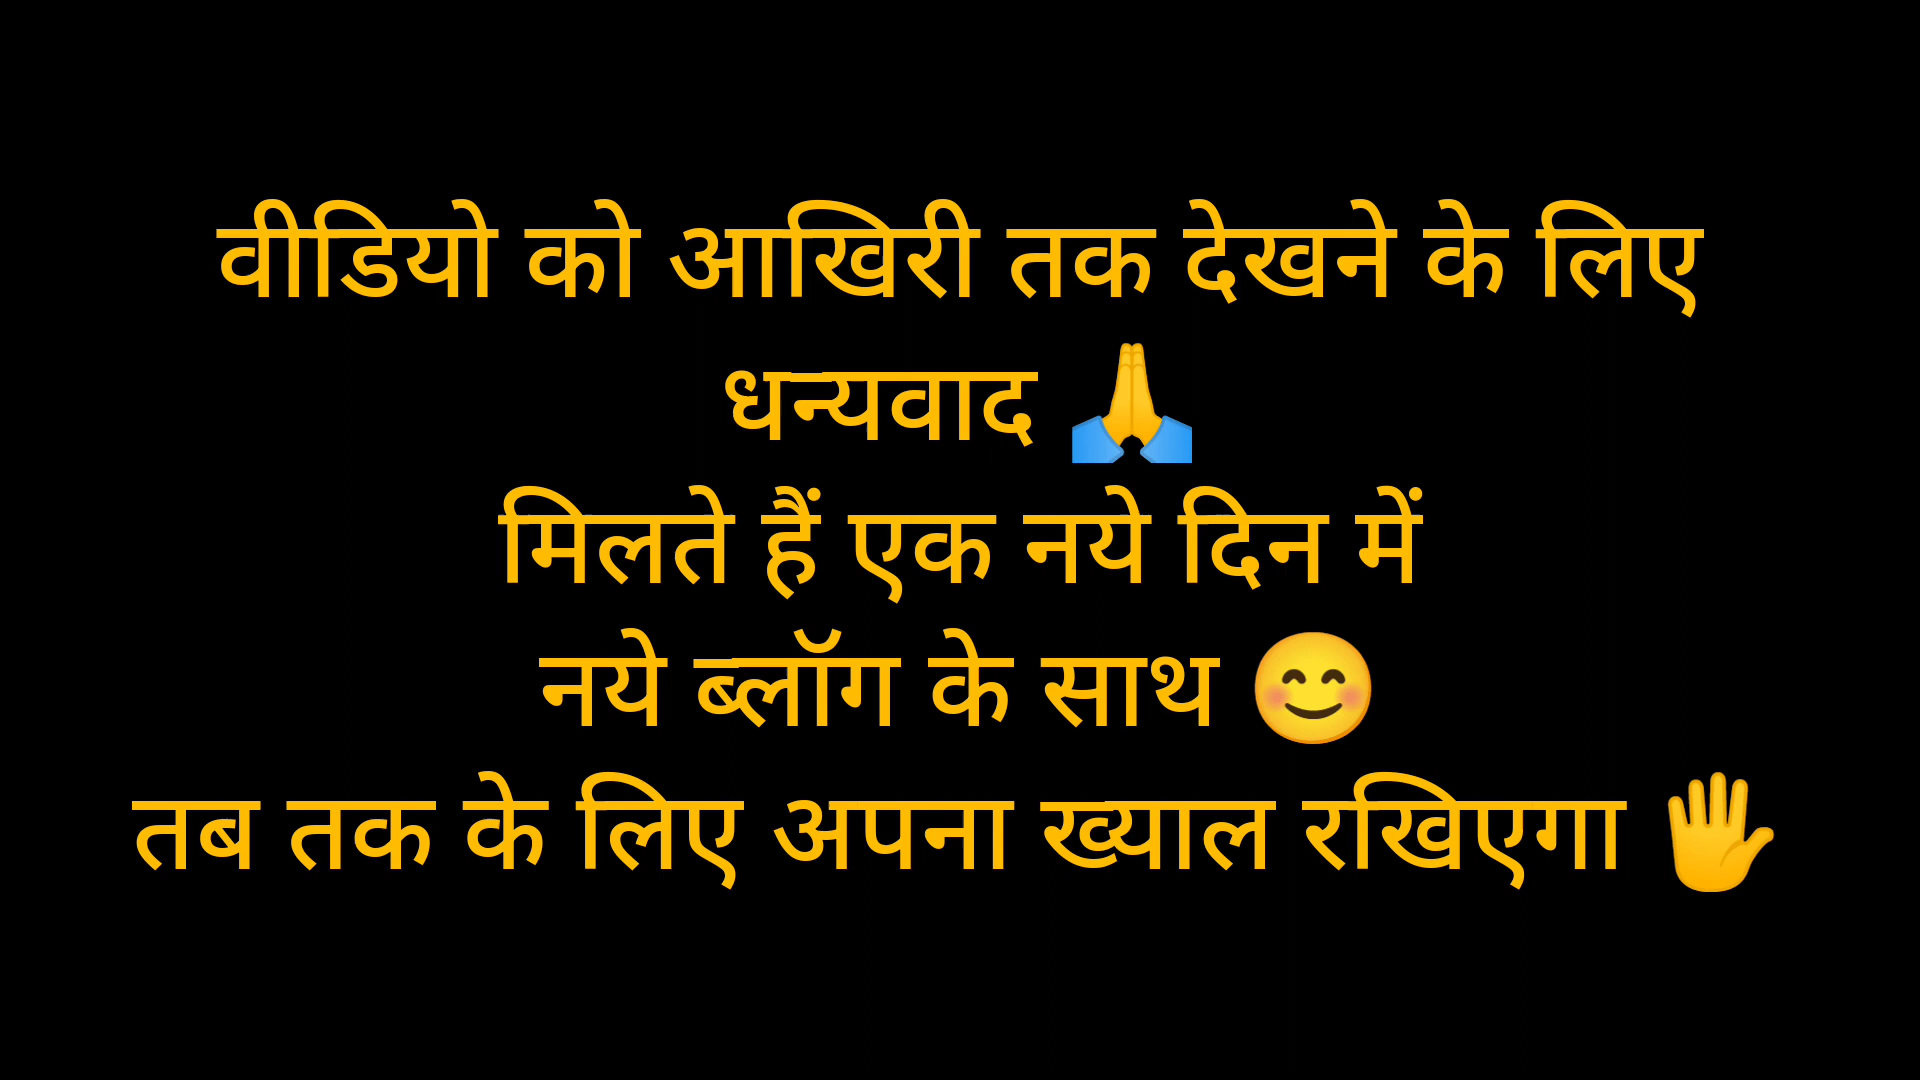 वीडियो को आखिरी तक देखने के लिए
धन्यवाद 🙏
मिलते हैं एक नये दिन में
नये ब्लॉग के साथ 😊
तब तक के लिए अपना ख्याल रखिएगा 🖐️